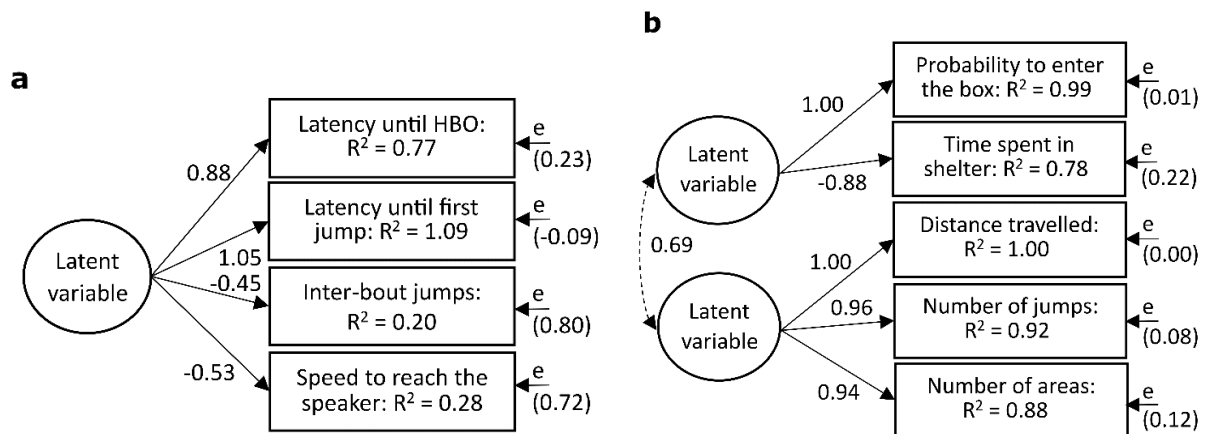 a
Latent
variable
0.88
1.05
-0.45
-0.53
Latency until HBO:
R² = 0.77
e
(0.23)
Latency until first
jump: R² = 1.09
e
(-0.09)
Inter-bout jumps:
R² = 0.20
e
(0.80)
Speed to reach the
speaker: R² = 0.28
e
(0.72)
b
Latent
variable
1.00
-0.88
Probability to enter
the box: R² = 0.99
e
(0.01)
Time spent in
shelter: R² = 0.78
e
(0.22)
0.69
Latent
variable
1.00
0.96
0.94
Distance travelled:
R² = 1.00
e
(0.00)
Number of jumps:
R² = 0.92
e
(0.08)
Number of areas:
R² = 0.88
e
(0.12)